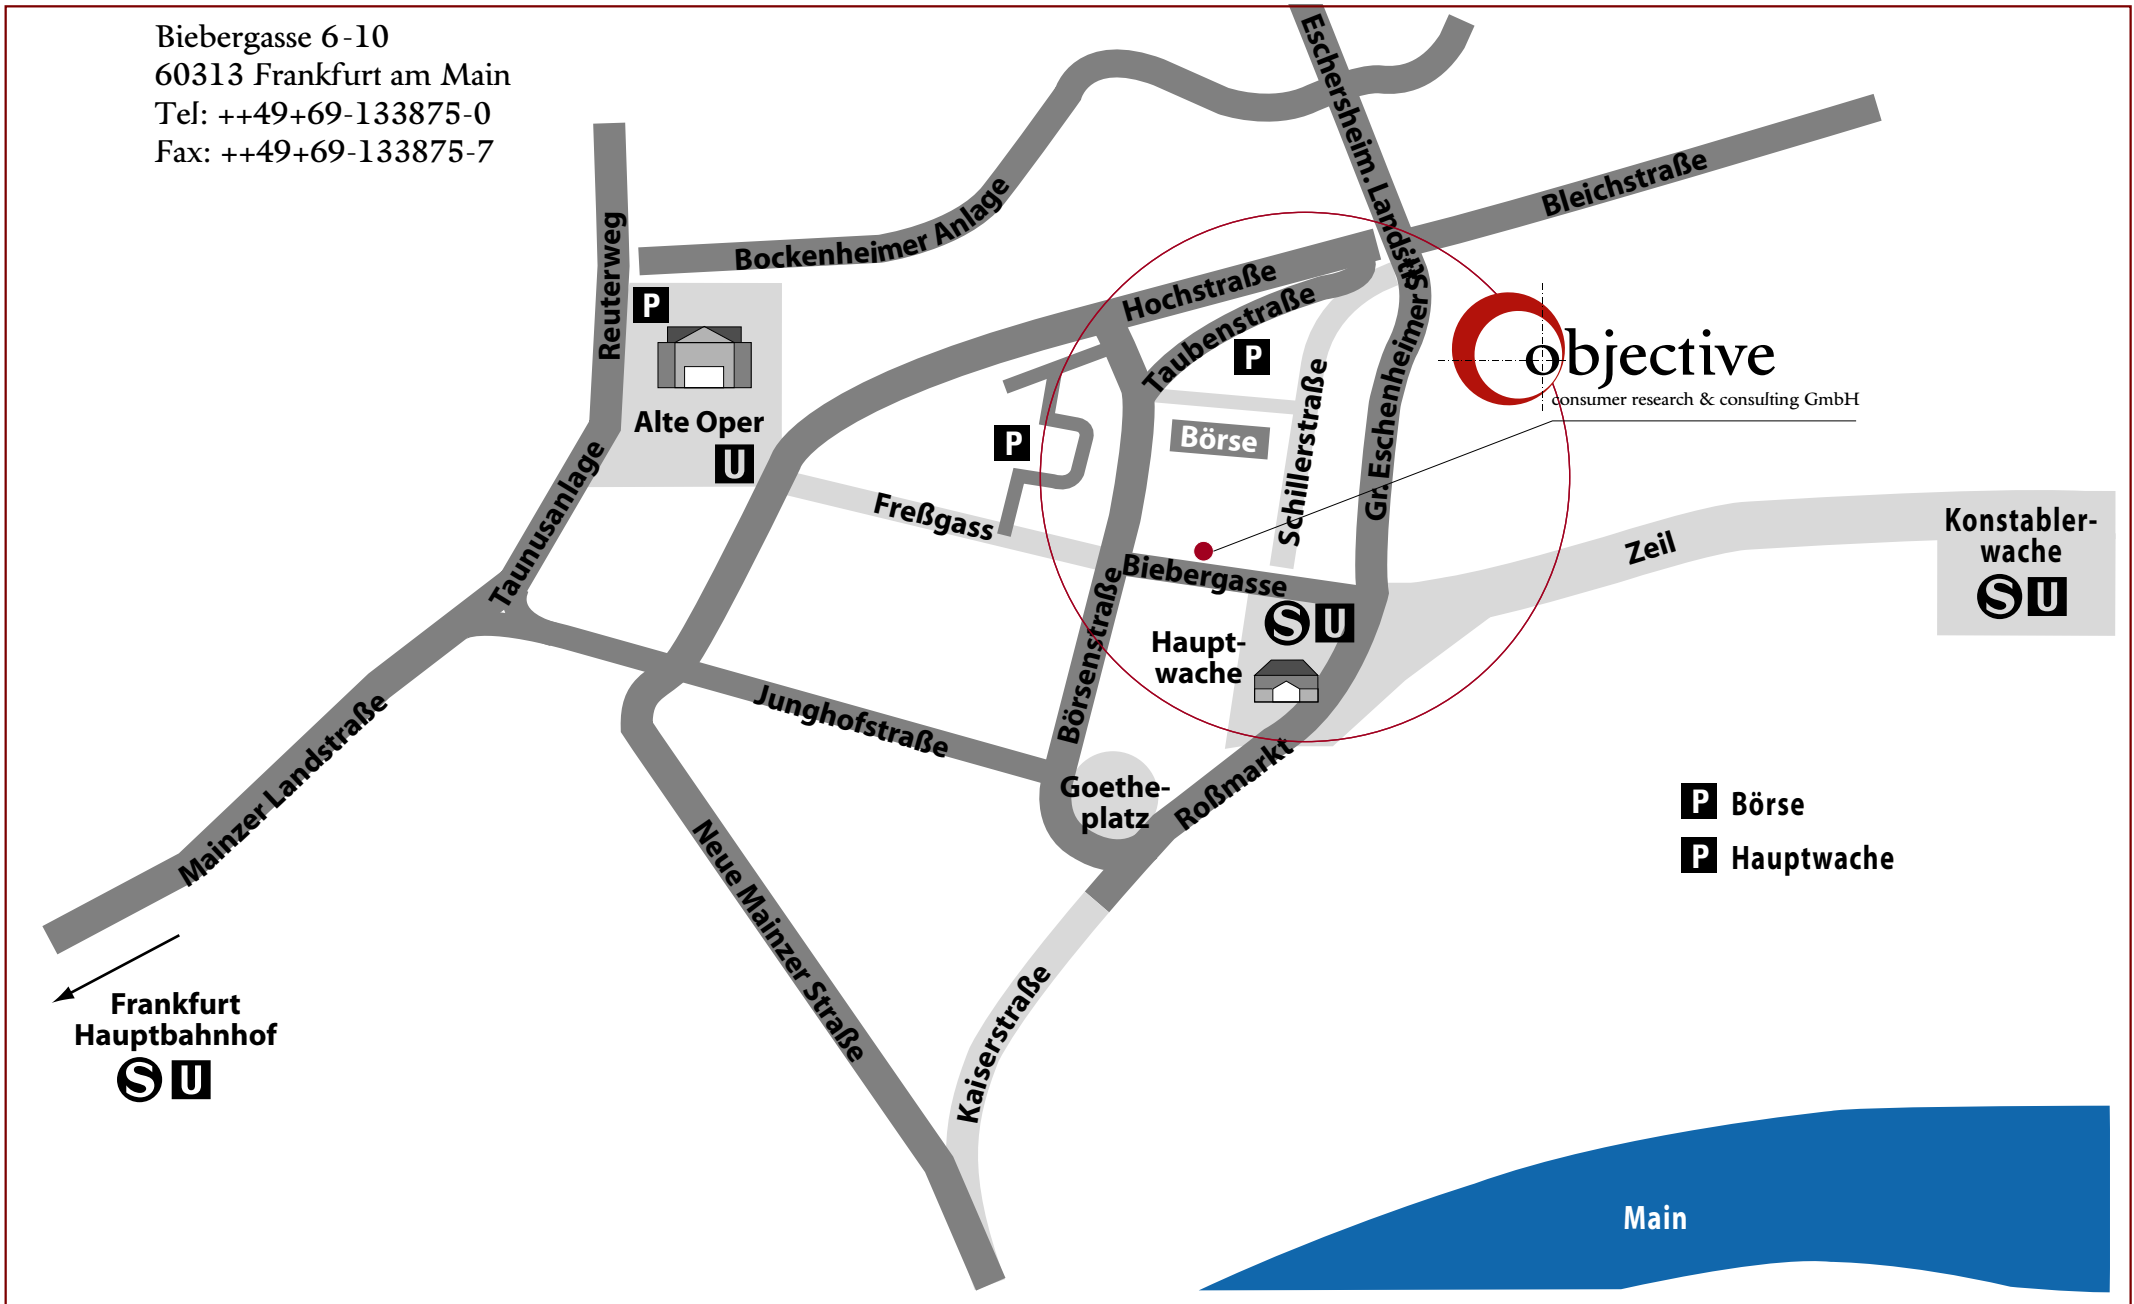 Biebergasse 6-10
60313 Frankfurt am Main
Tel: ++49+69-133875-0
Fax: ++49+69-133875-7
Eschersheim. Landstr.
Bleichstraße
Reuterweg
Bockenheimer Anlage
Hochstraße
Taubenstraße
P
P
Gr. Eschenheimer S
objective
consumer research & consulting GmbH
Alte Oper
U
P
Börse
Schillerstraße
Taunusanlage
Freßgass
Biebergasse
Zeil
Konstabler-
wache
S U
S U
Haupt-
wache
Börsenstraße
Junghofstraße
Mainzer Landstraße
Goethe-
platz
Roßmarkt
P Börse
P Hauptwache
Neue Mainzer Straße
Kaiserstraße
Frankfurt
Hauptbahnhof
S U
Main